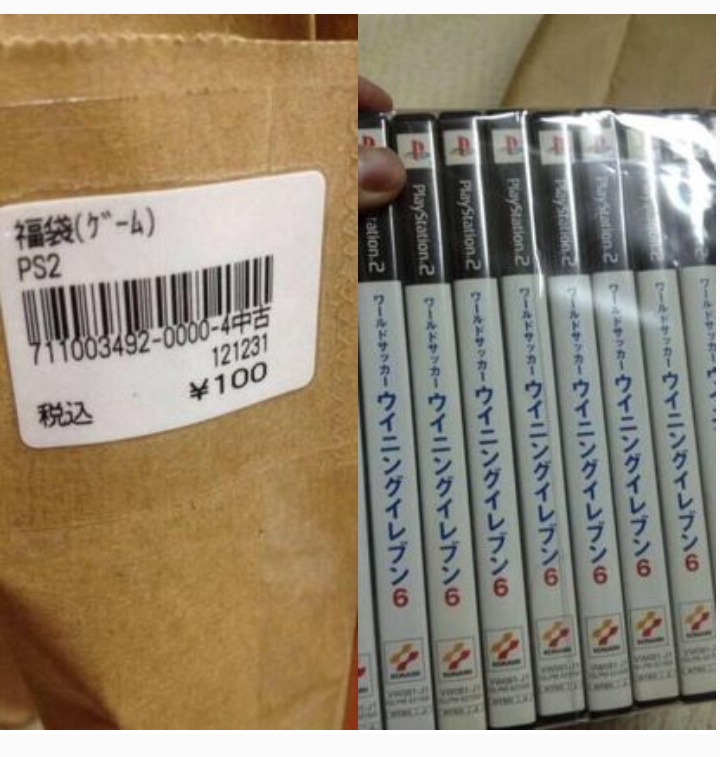 福袋(ゲーム)
PS2
711003492-0000-4中古
121231
¥100
税込
PlayStation.2
PlayStation.2
PlayStation.2
PlayStation.2
PlayStation.2
ワールドサッカー ウイニングイレブン 6
ワールドサッカー ウイニングイレブン 6
ワールドサッカー ウイニングイレブン 6
ワールドサッカー ウイニングイレブン 6
ワールドサッカー ウイニングイレブン 6
ワールドサッカー ウイニングイレブン 6
ワールドサッカー ウイニングイレブン 6
KONAMI
KONAMI
KONAMI
KONAMI
KONAMI
KONAMI